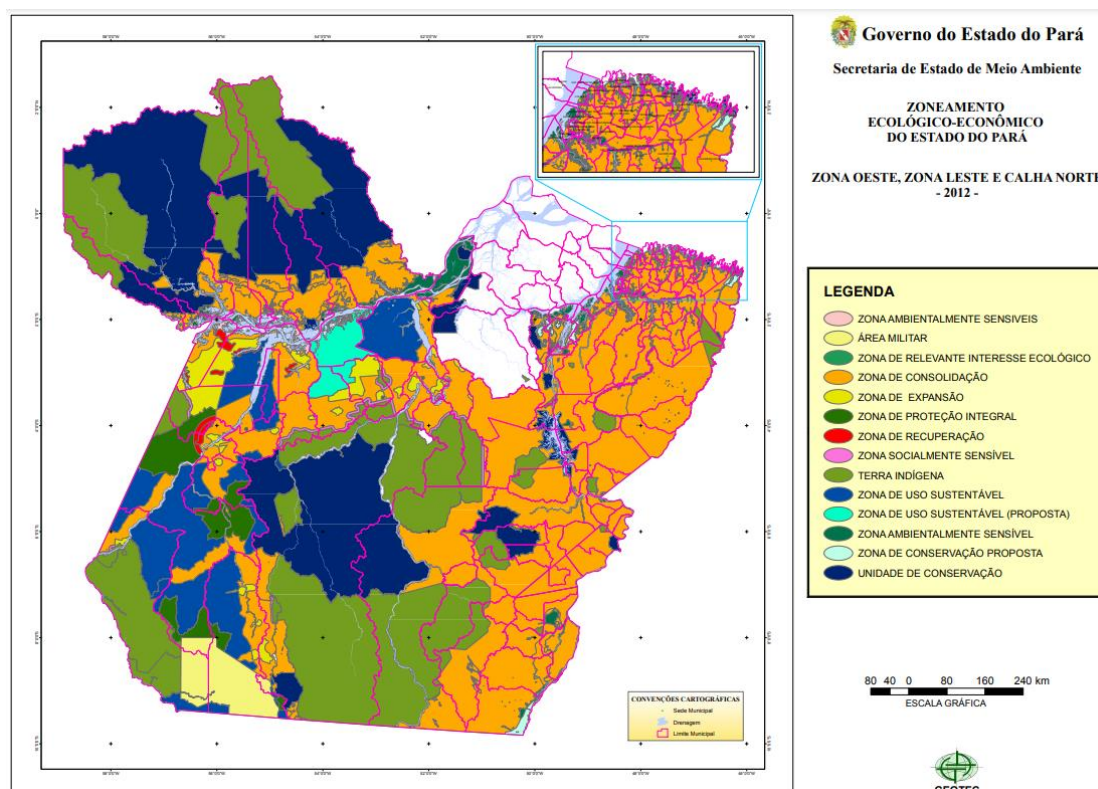 Governo do Estado do Pará
Secretaria de Estado de Meio Ambiente
ZONEAMENTO
ECOLÓGICO-ECONÔMICO
DO ESTADO DO PARÁ
ZONA OESTE, ZONA LESTE E CALHA NORTE
- 2012 -
LEGENDA
ZONA AMBIENTALMENTE SENSIVEIS
ÁREA MILITAR
ZONA DE RELEVANTE INTERESSE ECOLÓGICO
ZONA DE CONSOLIDAÇÃO
ZONA DE EXPANSÃO
ZONA DE PROTEÇÃO INTEGRAL
ZONA DE RECUPERAÇÃO
ZONA SOCIALMENTE SENSÍVEL
TERRA INDÍGENA
ZONA DE USO SUSTENTÁVEL
ZONA DE USO SUSTENTÁVEL (PROPOSTA)
ZONA AMBIENTALMENTE SENSÍVEL
ZONA DE CONSERVAÇÃO PROPOSTA
UNIDADE DE CONSERVAÇÃO
CONVENÇÕES CARTOGRÁFICAS
Sede Municipal
Drenagem
Limite Municipal
80 40 0 80 160 240 km
ESCALA GRÁFICA